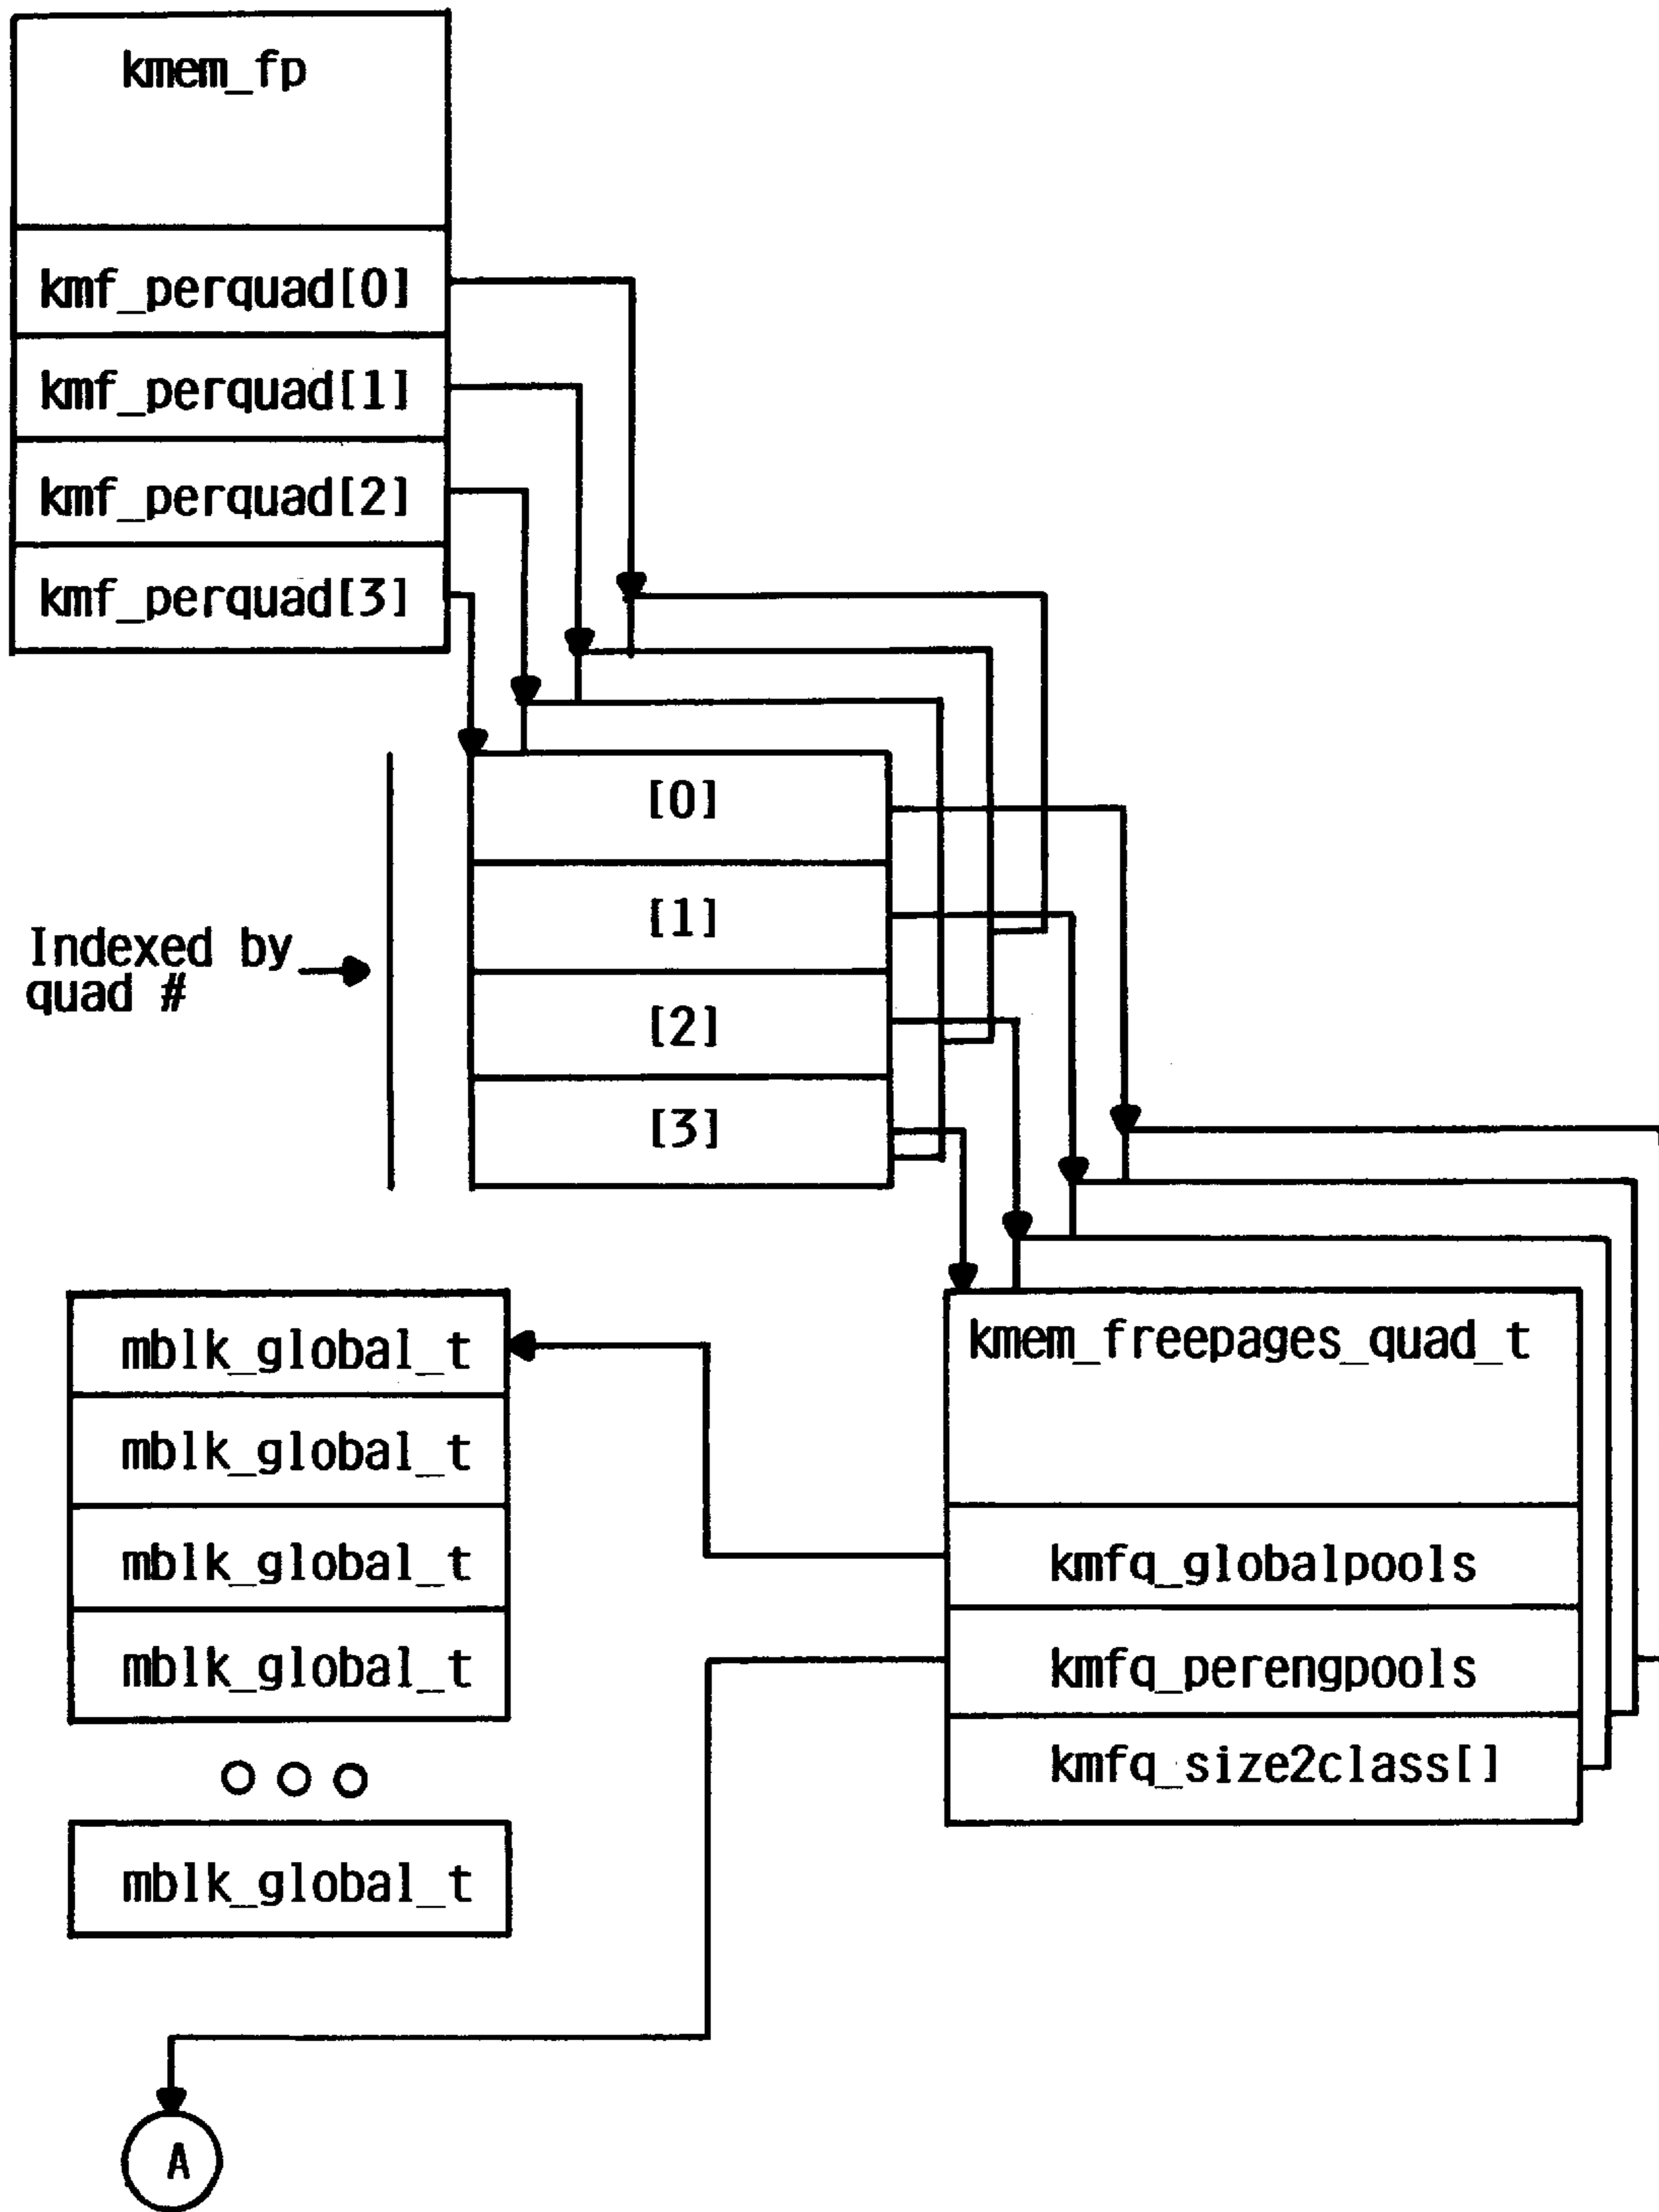 kmem_fp
kmf_perquad[0]
kmf_perquad[1]
kmf_perquad[2]
kmf_perquad[3]
[0]
[1]
[2]
[3]
Indexed by
quad #
kmem_freepages_quad_t
kmfq_globalpools
kmfq_perengpools
kmfq_size2class[]
mblk_global_t
mblk_global_t
mblk_global_t
mblk_global_t
mblk_global_t
A